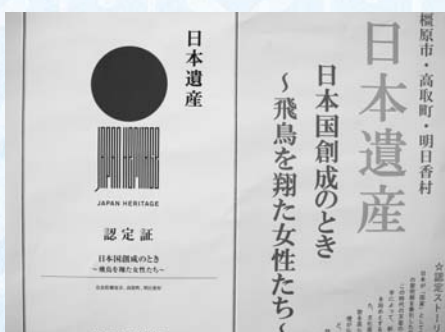 日本遺産
JAPAN HERITAGE
認定証
日本国創成のとき
~飛鳥を翔た女性たち~
橿原市・高取町・明日香村
日本遺産
日本国創成のとき
~飛鳥を翔た女性たち~